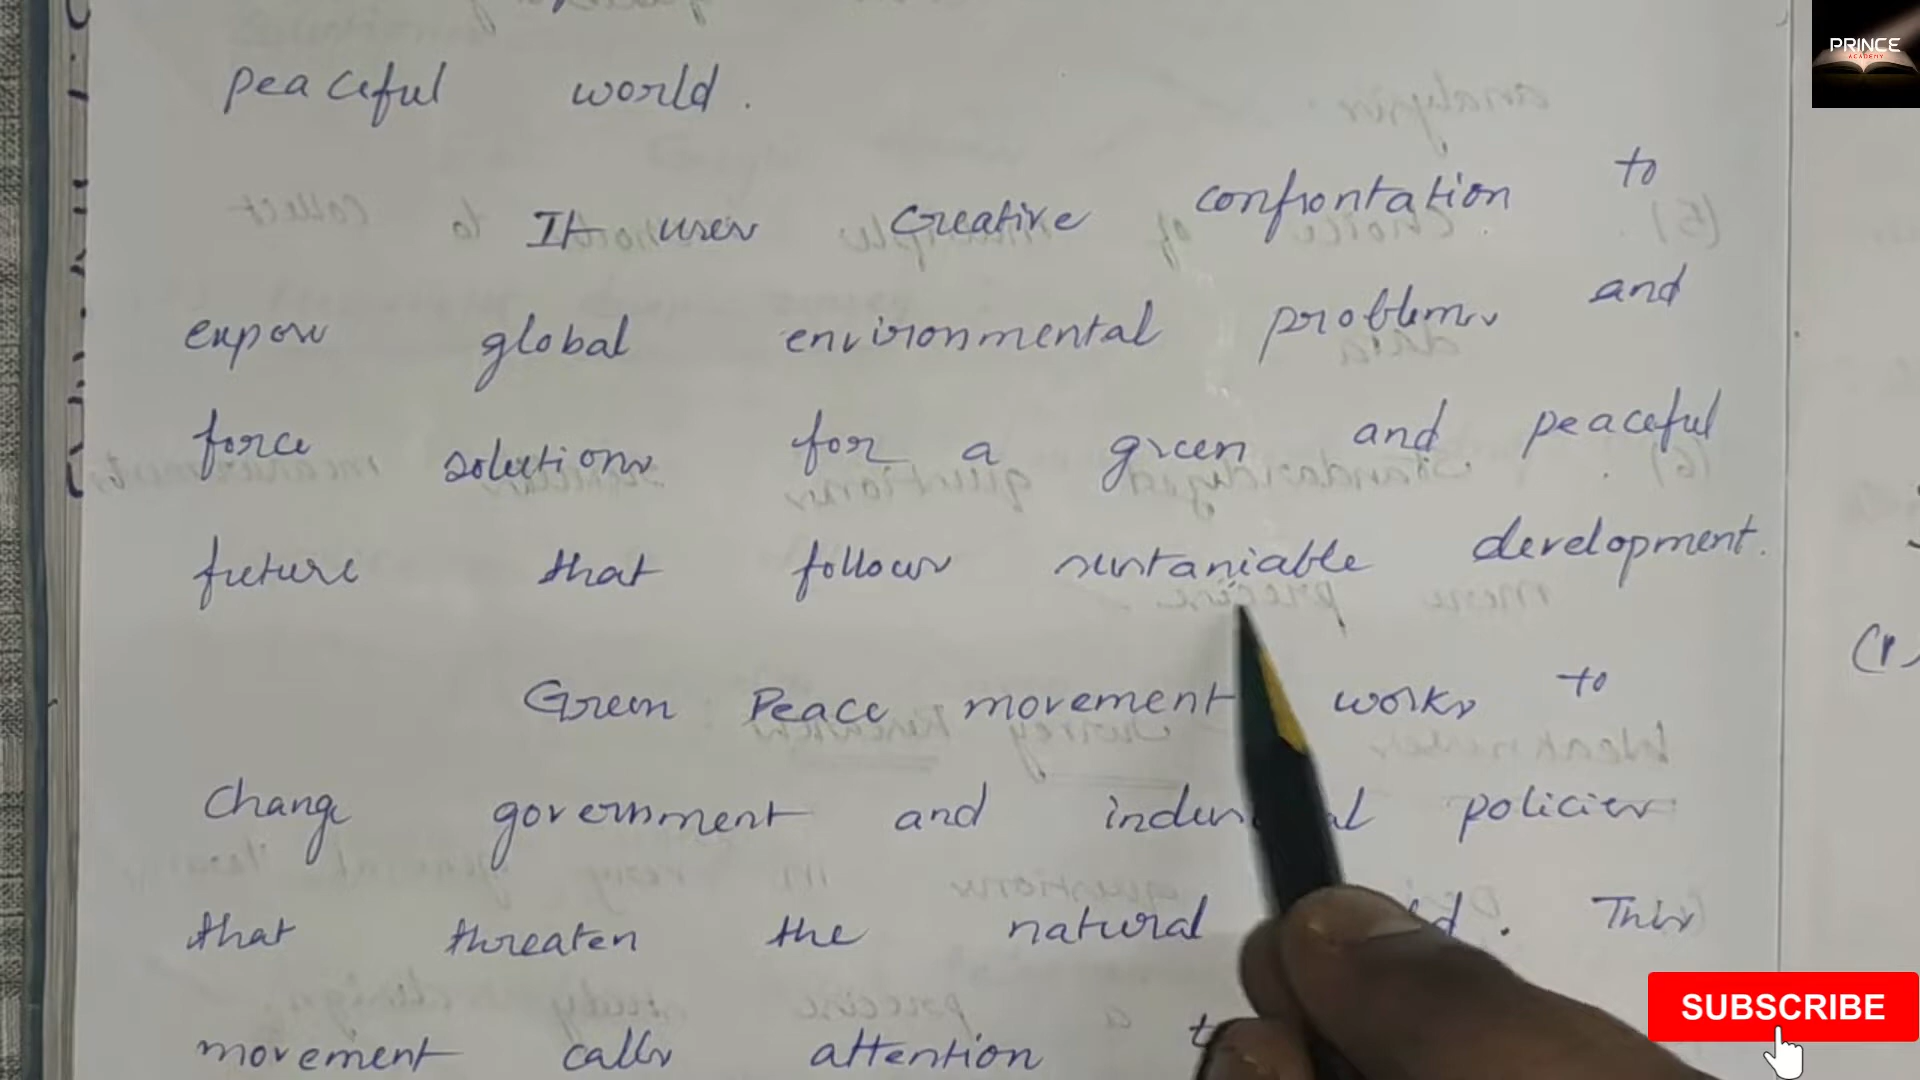 peaceful world.
It uses creative confrontation to
expose global environmental problems and
force solutions for a green and peaceful
future that follows sustaniable development.
Green Peace movement works to
change government and policies
that threaten the natural This
movement calls attention
PRINCE
ACADEMY
SUBSCRIBE